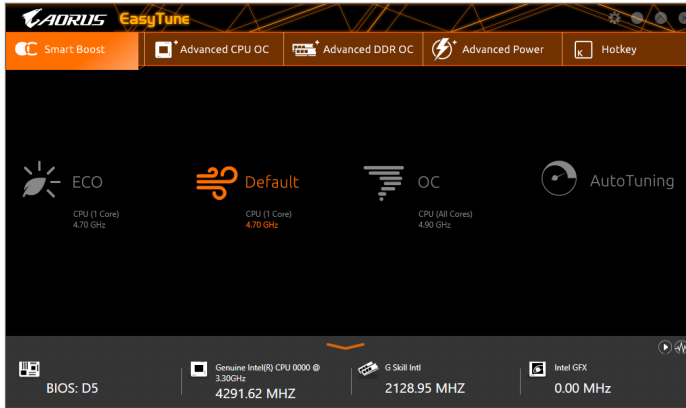 AORUS EasyTune
Smart Boost
Advanced CPU OC
Advanced DDR OC
Advanced Power
K
Hotkey
ECO
CPU (1 Core)
4.70 GHz
Default
CPU (1 Core)
4.70 GHz
OC
CPU (All Cores)
4.90 GHz
AutoTuning
BIOS: D5
Genuine Intel(R) CPU 0000 @
3.30GHz
4291.62 MHZ
G Skill Intl
2128.95 MHZ
Intel GFX
0.00 MHz